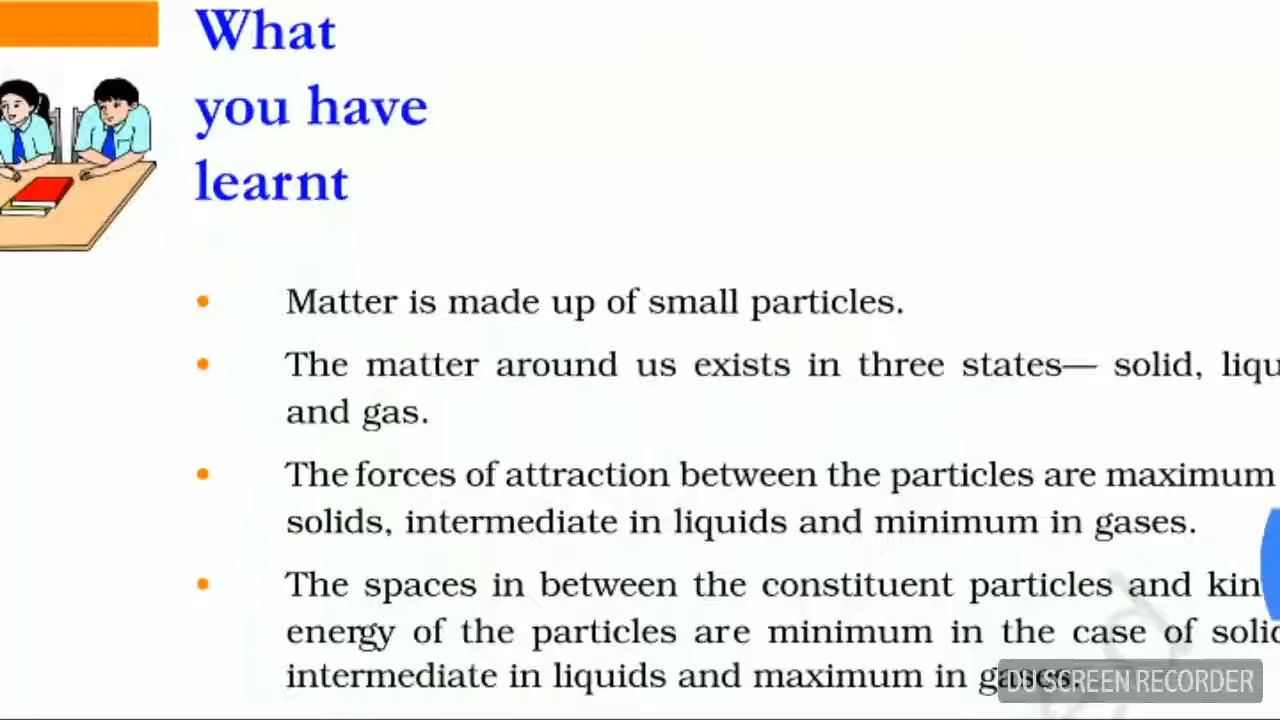 What
you have
learnt
• Matter is made up of small particles.
• The matter around us exists in three states— solid,
and gas.
• The forces of attraction between the particles are maximum
solids, intermediate in liquids and minimum in gases.
• The spaces in between the constituent particles and
energy of the particles are minimum in the case of
intermediate in liquids and maximum in gases.
DU SCREEN RECORDER